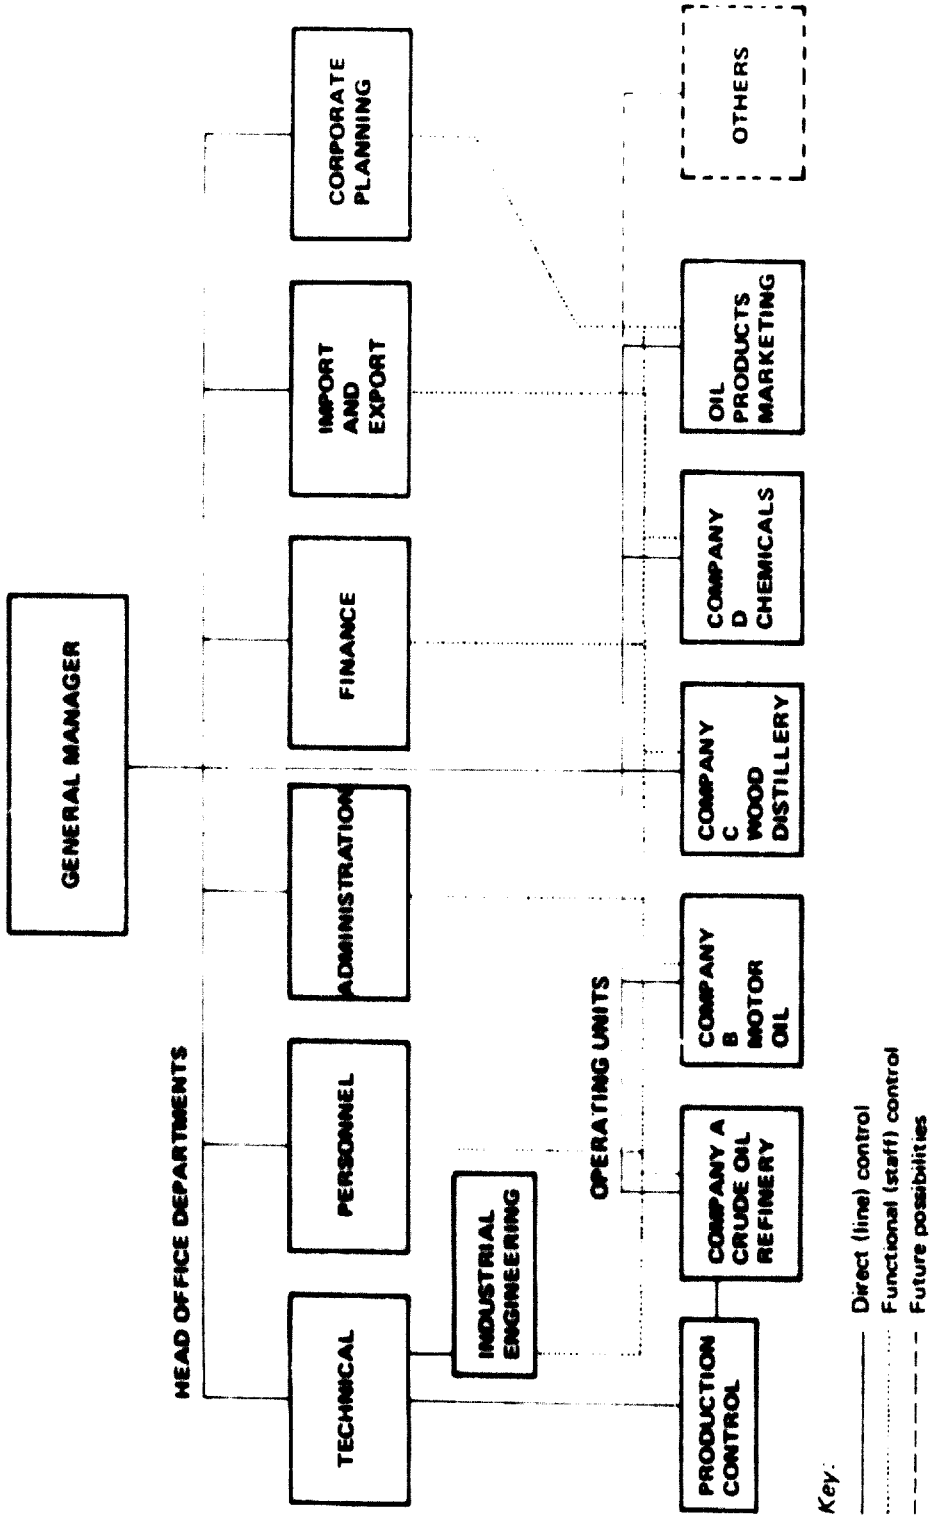 GENERAL MANAGER
HEAD OFFICE DEPARTMENTS
TECHNICAL
PERSONNEL
ADMINISTRATION
FINANCE
IMPORT
AND
EXPORT
CORPORATE
PLANNING
INDUSTRIAL
ENGINEERING
OPERATING UNITS
PRODUCTION
CONTROL
COMPANY A
CRUDE OIL
REFINERY
COMPANY
B
MOTOR
OIL
COMPANY
C
WOOD
DISTILLERY
COMPANY
D
CHEMICALS
OIL
PRODUCTS
MARKETING
OTHERS
Key:
Direct (line) control
Functional (staff) control
Future possibilities